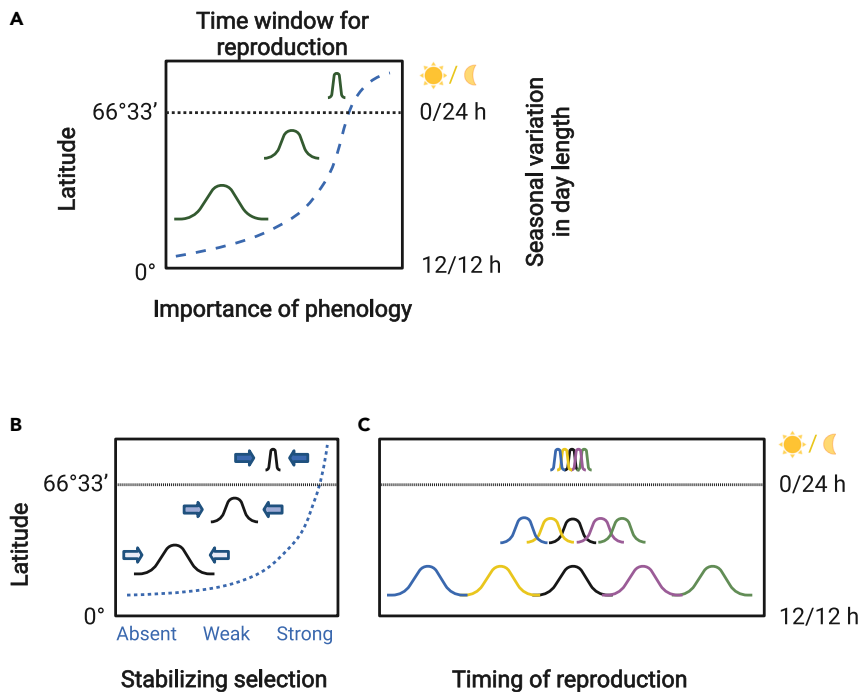 A
Time window for
reproduction
66°33’
0/24 h
Latitude
Seasonal variation
in day length
0°
12/12 h
Importance of phenology
B
C
66°33’
0/24 h
Latitude
0°
12/12 h
Absent
Weak
Strong
Stabilizing selection
Timing of reproduction